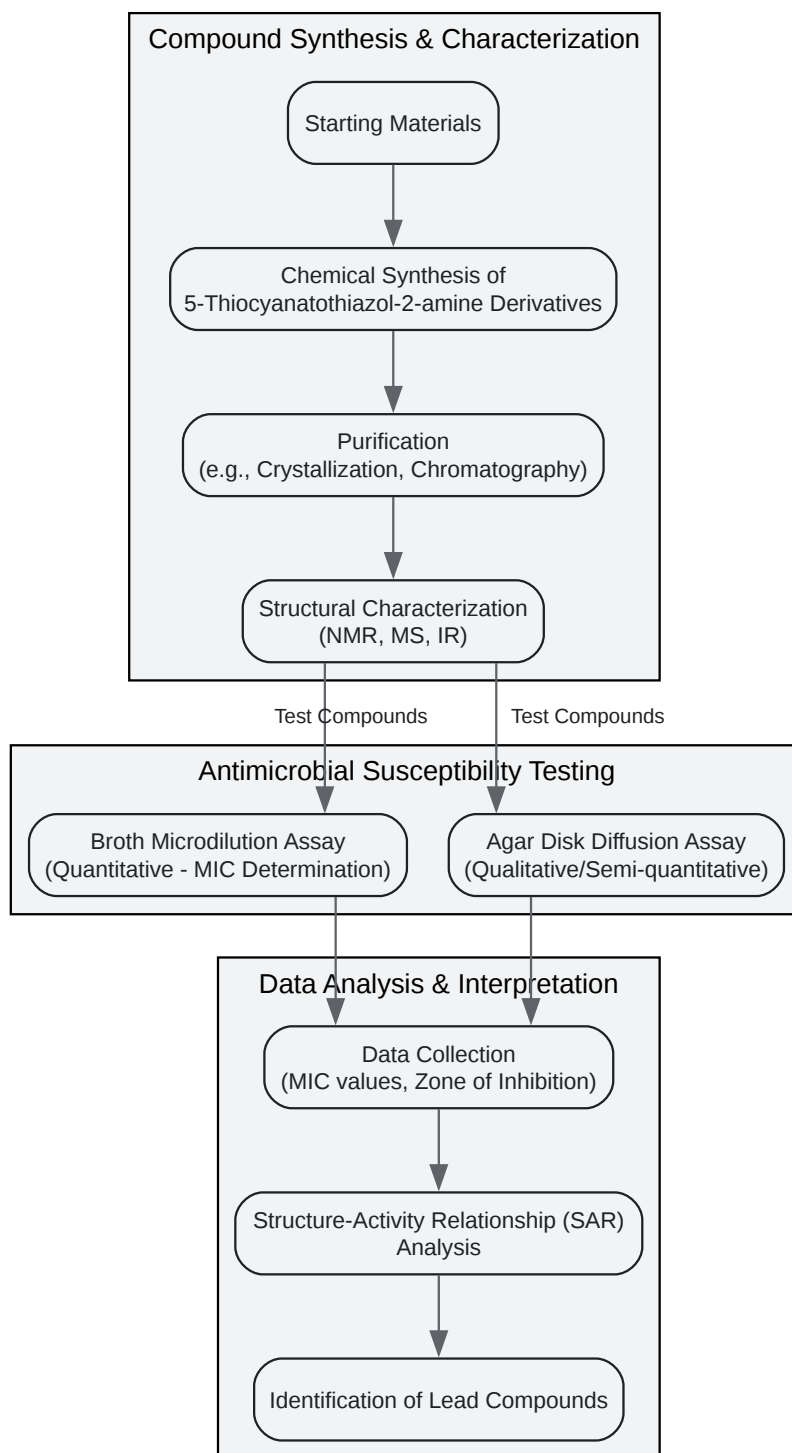 Compound Synthesis & Characterization
Starting Materials
Chemical Synthesis of
5-Thiocyanatothiazol-2-amine Derivatives
Purification
(e.g., Crystallization, Chromatography)
Structural Characterization
(NMR, MS, IR)
Test Compounds
Test Compounds
Antimicrobial Susceptibility Testing
Broth Microdilution Assay
(Quantitative - MIC Determination)
Agar Disk Diffusion Assay
(Qualitative/Semi-quantitative)
Data Analysis & Interpretation
Data Collection
(MIC values, Zone of Inhibition)
Structure-Activity Relationship (SAR)
Analysis
Identification of Lead Compounds